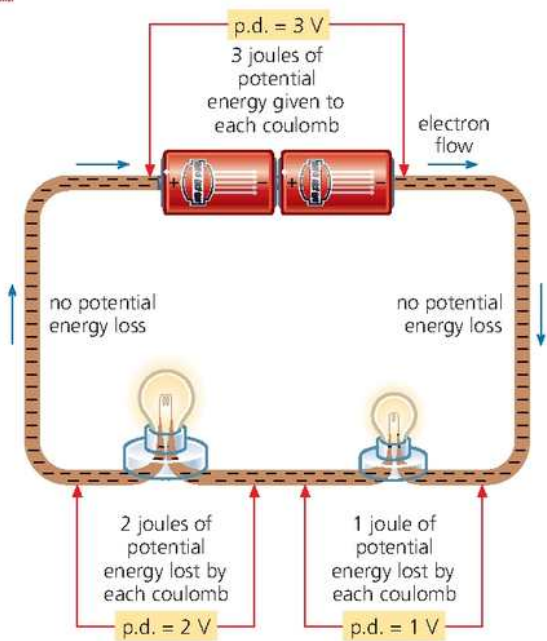 p.d. = 3 V
3 joules of
potential
energy given to
each coulomb
electron
flow
+
−
+
−
no potential
energy loss
no potential
energy loss
2 joules of
potential
energy lost by
each coulomb
p.d. = 2 V
1 joule of
potential
energy lost by
each coulomb
p.d. = 1 V